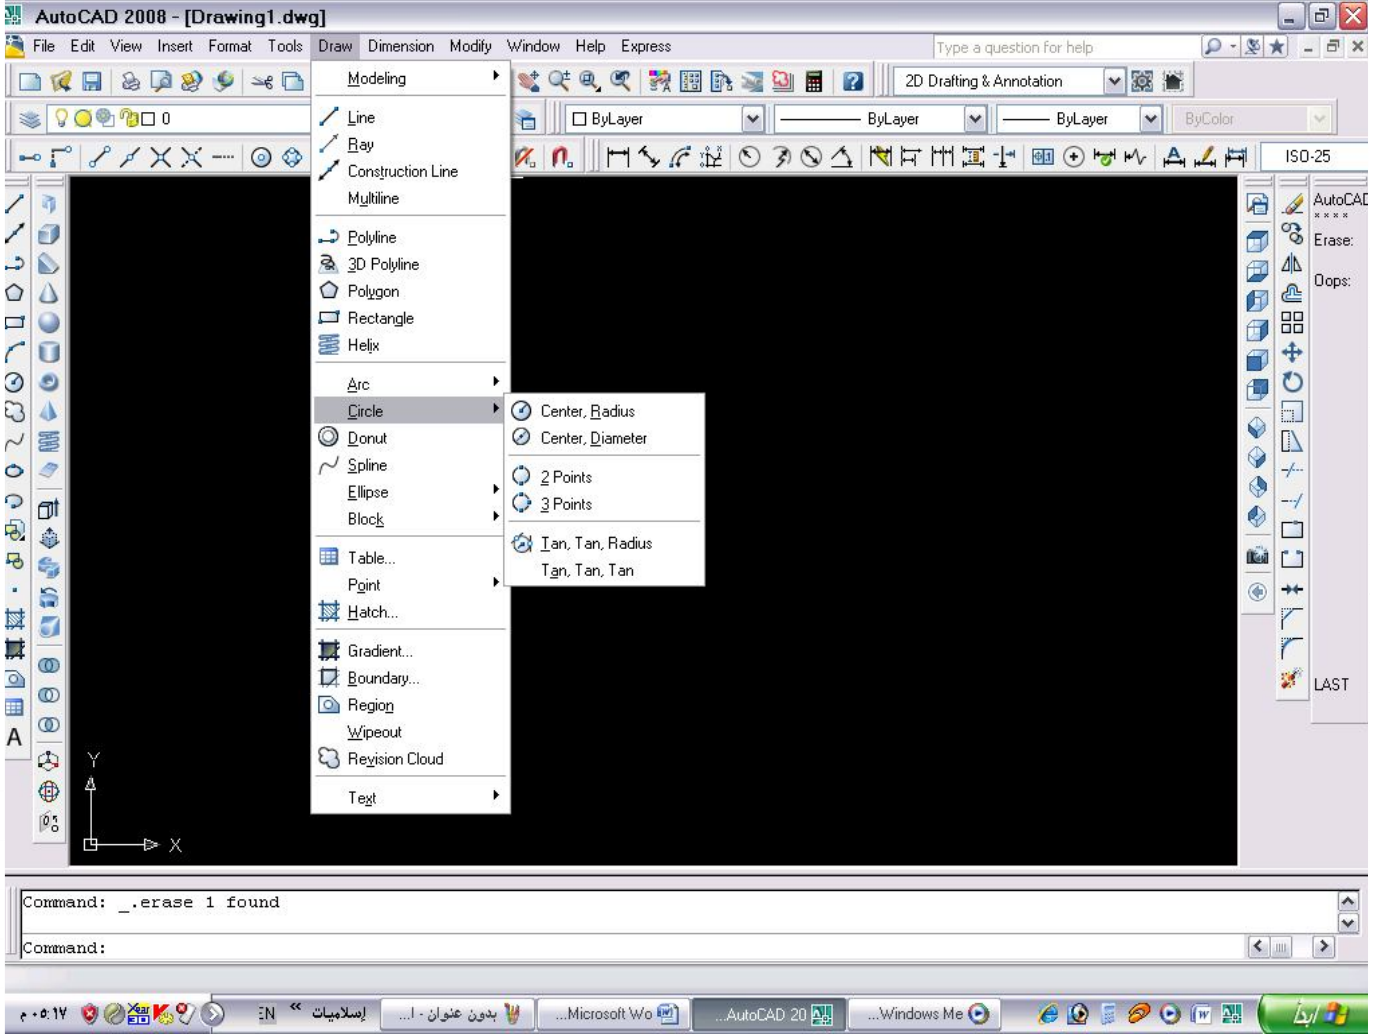 AutoCAD 2008 - [Drawing1.dwg]
File Edit View Insert Format Tools Draw Dimension Modify Window Help Express
Type a question for help
2D Drafting & Annotation
0
ByLayer
ByLayer
ByLayer
ByColor
ISO-25
Modeling
Line
Ray
Construction Line
Multiline
Polyline
3D Polyline
Polygon
Rectangle
Helix
Arc
Circle
Donut
Spline
Ellipse
Block
Table...
Point
Hatch...
Gradient...
Boundary...
Region
Wipeout
Revision Cloud
Text
Center, Radius
Center, Diameter
2 Points
3 Points
Tan, Tan, Radius
Tan, Tan, Tan
AutoCAD
* * * *
Erase:
Oops:
LAST
A
Y
X
Command: _.erase 1 found
Command:
ابدأ
Windows Me...
AutoCAD 20...
Microsoft Wo...
بدون عنوان - ا...
إسلاميات
EN
٠٥:١٧ م